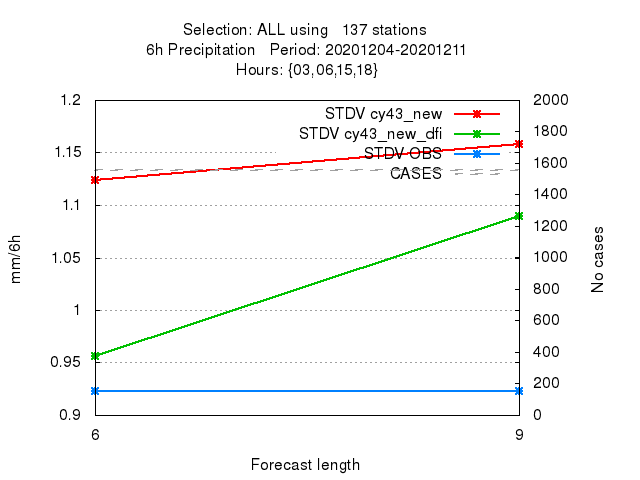 Selection: ALL using   137 stations
6h Precipitation   Period: 20201204-20201211
Hours: {03,06,15,18}
STDV cy43_new
STDV cy43_new_dfi
STDV OBS
CASES
1.2
1.15
1.1
1.05
1
0.95
0.9
mm/6h
2000
1800
1600
1400
1200
1000
800
600
400
200
0
No cases
6
9
Forecast length